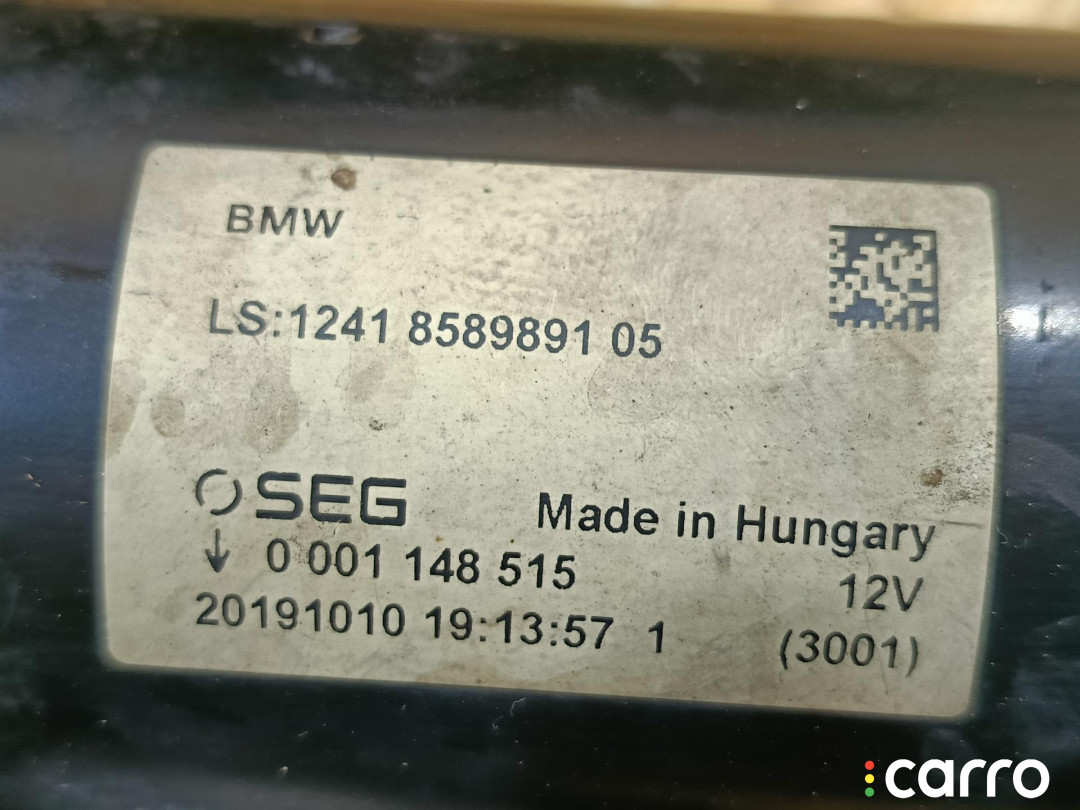 BMW
LS:1241 8589891 05
SEG
Made in Hungary
0 001 148 515
12V
20191010 19:13:57 1
(3001)
carro